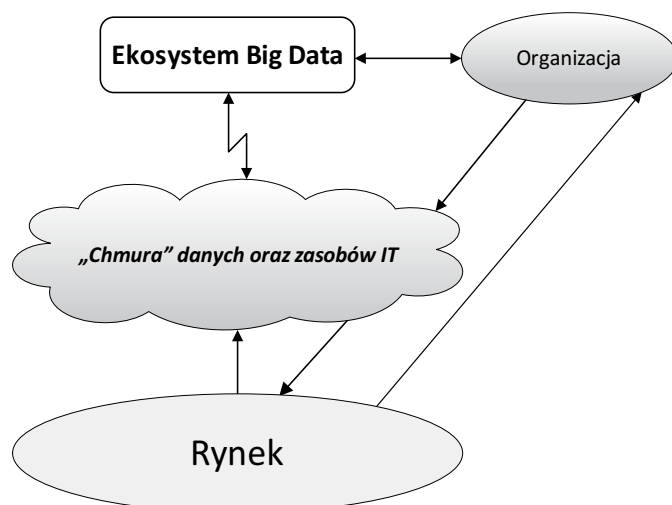 Ekosystem Big Data
Organizacja
„Chmura” danych oraz zasobów IT
Rynek